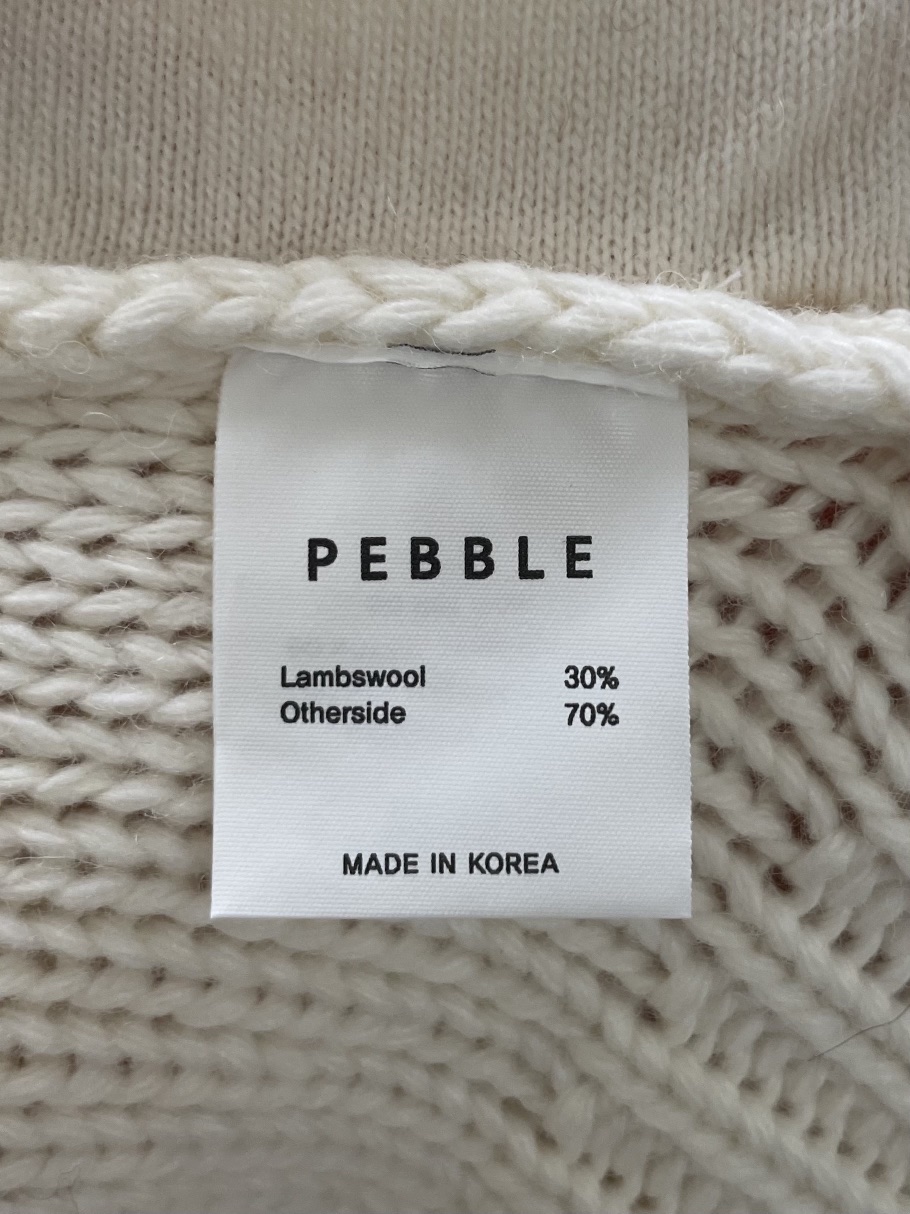 PEBBLE
Lambswool 30%
Otherside 70%
MADE IN KOREA